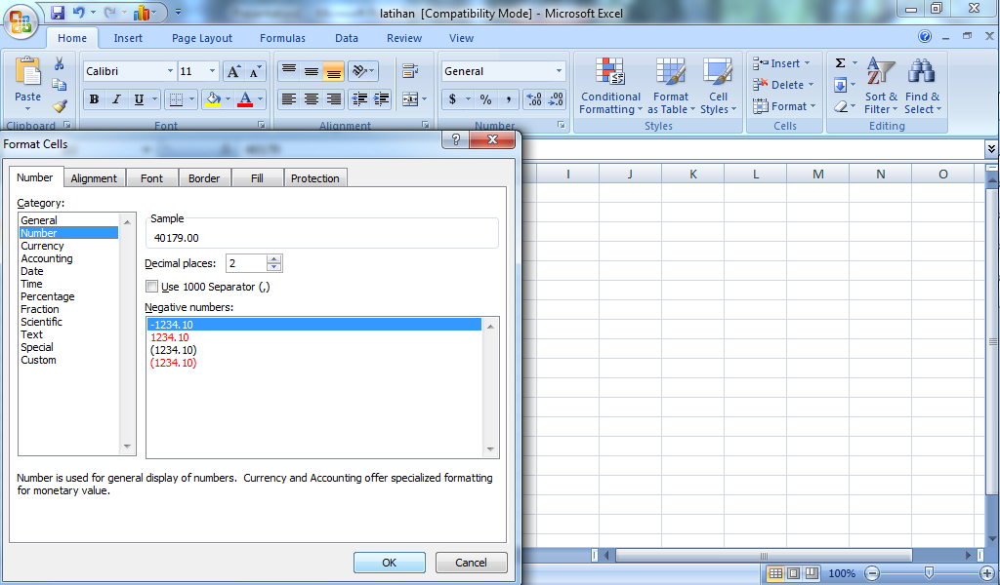 latihan [Compatibility Mode] - Microsoft Excel
Home Insert Page Layout Formulas Data Review View
Paste
Clipboard
Calibri 11
B I U
Font
Alignment
General
$ % ,
Number
Conditional Formatting
Format as Table
Cell Styles
Styles
Insert
Delete
Format
Cells
Σ
Sort & Filter
Find & Select
Editing
Format Cells
Number Alignment Font Border Fill Protection
Category:
General
Number
Currency
Accounting
Date
Time
Percentage
Fraction
Scientific
Text
Special
Custom
Sample
40179.00
Decimal places: 2
Use 1000 Separator (,)
Negative numbers:
-1234.10
1234.10
(1234.10)
(1234.10)
Number is used for general display of numbers. Currency and Accounting offer specialized formatting
for monetary value.
OK Cancel
I J K L M N O
100%